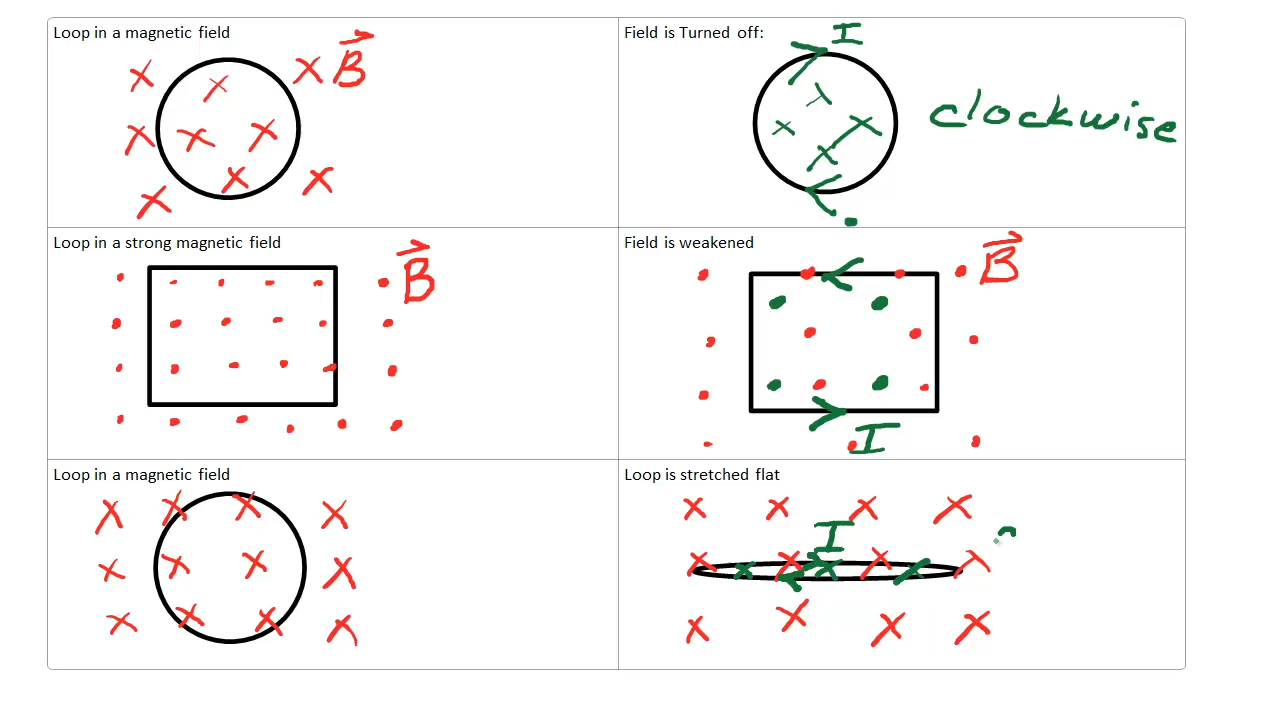 Loop in a magnetic field
B
Field is Turned off:
I
clockwise
Loop in a strong magnetic field
B
Field is weakened
B
I
Loop in a magnetic field
Loop is stretched flat
I